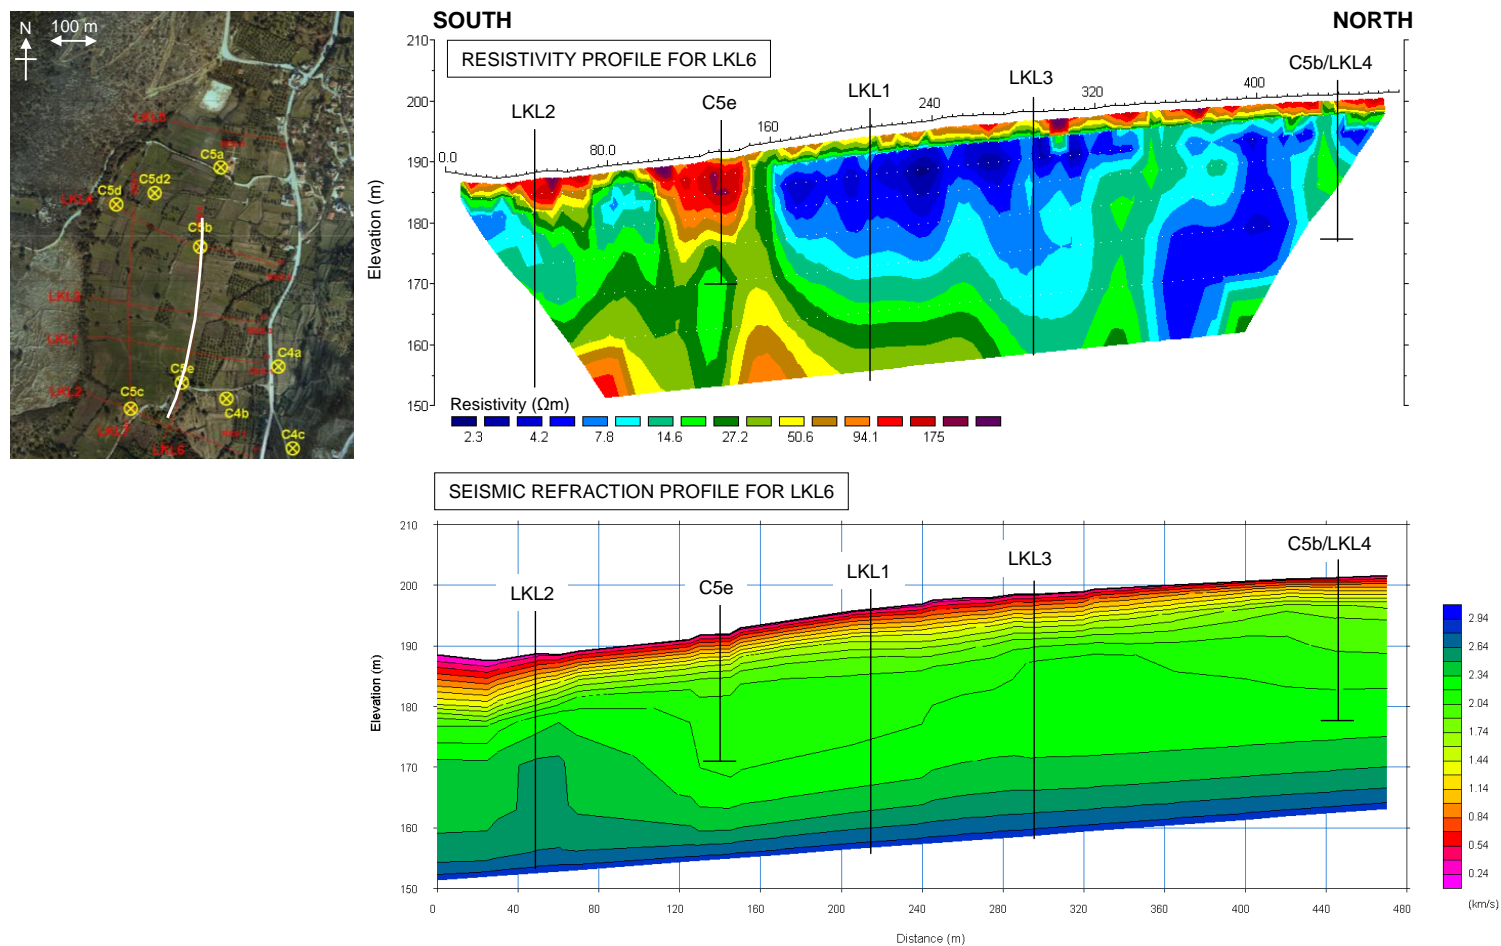 N
100 m
LKL5
C5a
C5d
C5d2
LKL4
C5b
LKL3
LKL1
C4a
C5e
LKL2
C5c
C4b
LKL7
C4c
LKL6
SOUTH
NORTH
RESISTIVITY PROFILE FOR LKL6
LKL2
C5e
LKL1
LKL3
C5b/LKL4
0.0
80.0
160
240
320
400
Elevation (m)
210
200
190
180
170
160
150
Resistivity (Ωm)
2.3 4.2 7.8 14.6 27.2 50.6 94.1 175
SEISMIC REFRACTION PROFILE FOR LKL6
LKL2
C5e
LKL1
LKL3
C5b/LKL4
Elevation (m)
210
200
190
180
170
160
150
0 40 80 120 160 200 240 280 320 360 400 440 480
Distance (m)
2.94
2.64
2.34
2.04
1.74
1.44
1.14
0.84
0.54
0.24
(km/s)